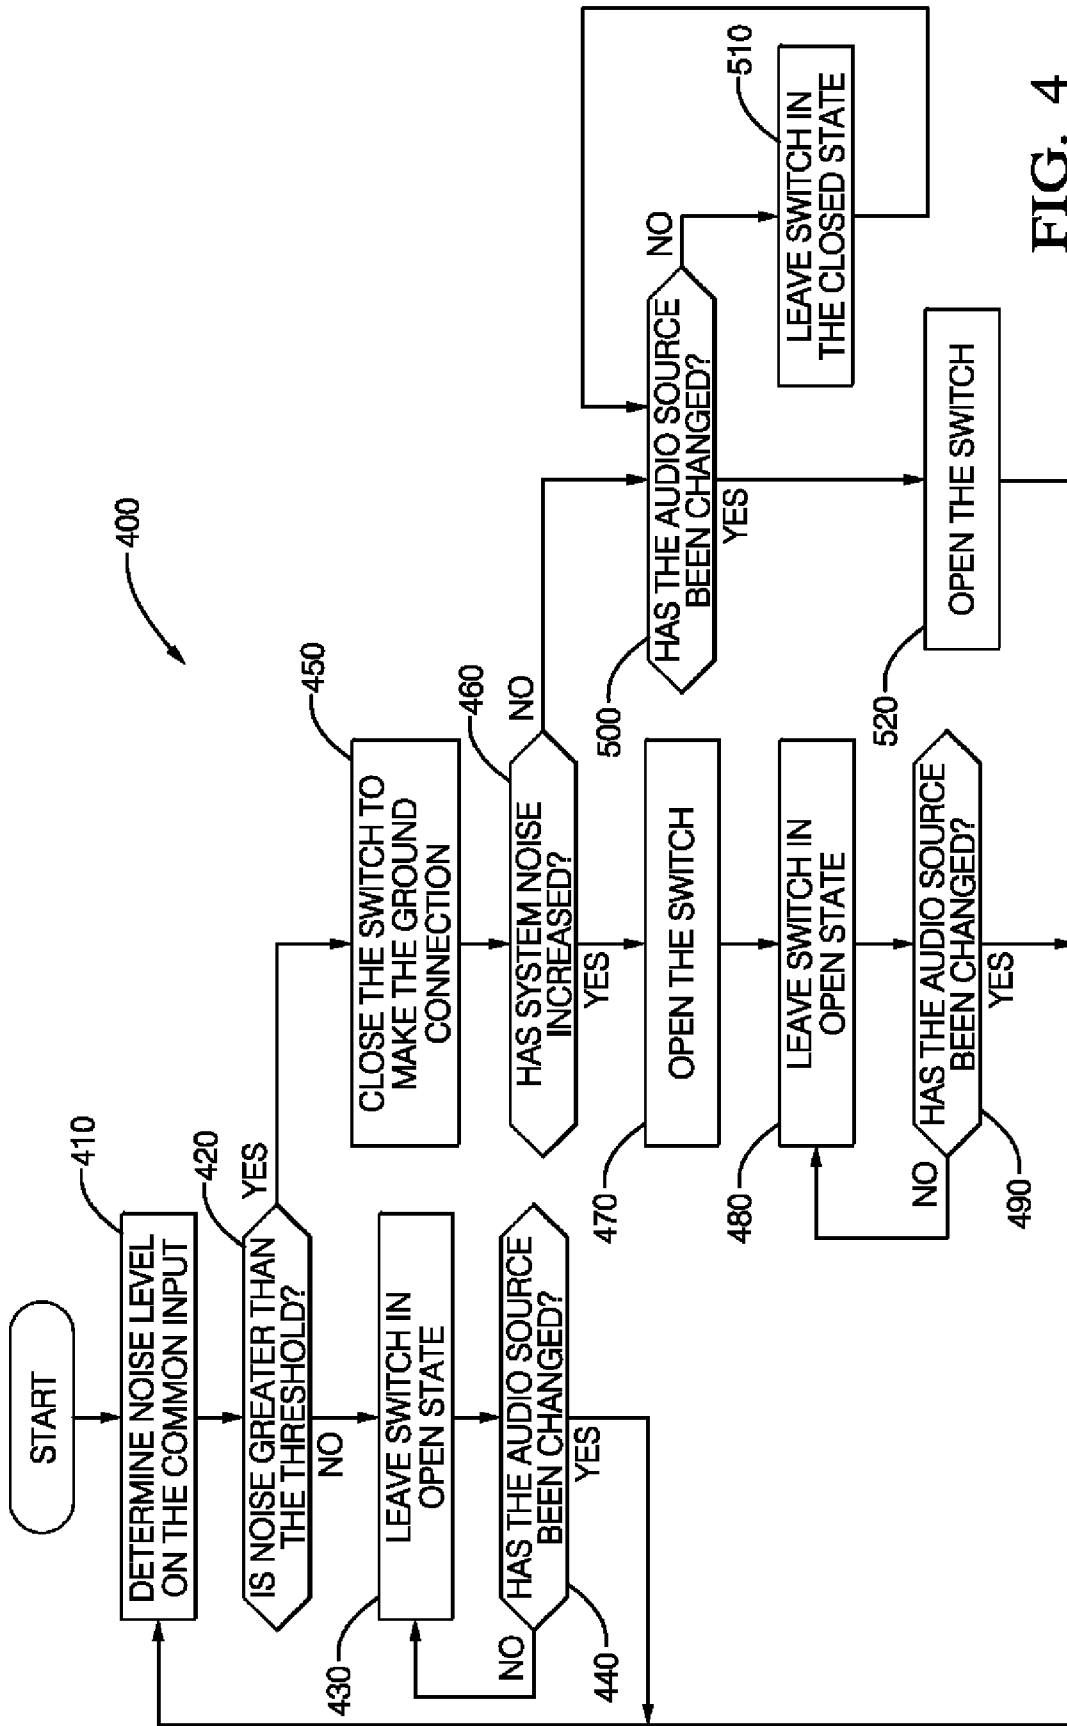 START
410
DETERMINE NOISE LEVEL
ON THE COMMON INPUT
420
IS NOISE GREATER THAN
THE THRESHOLD?
YES
NO
430
LEAVE SWITCH IN
OPEN STATE
440
HAS THE AUDIO SOURCE
BEEN CHANGED?
NO
YES
400
450
CLOSE THE SWITCH TO
MAKE THE GROUND
CONNECTION
460
HAS SYSTEM NOISE
INCREASED?
NO
YES
470
OPEN THE SWITCH
480
LEAVE SWITCH IN
OPEN STATE
490
HAS THE AUDIO SOURCE
BEEN CHANGED?
NO
YES
500
HAS THE AUDIO SOURCE
BEEN CHANGED?
NO
YES
510
LEAVE SWITCH IN
THE CLOSED STATE
520
OPEN THE SWITCH
FIG. 4